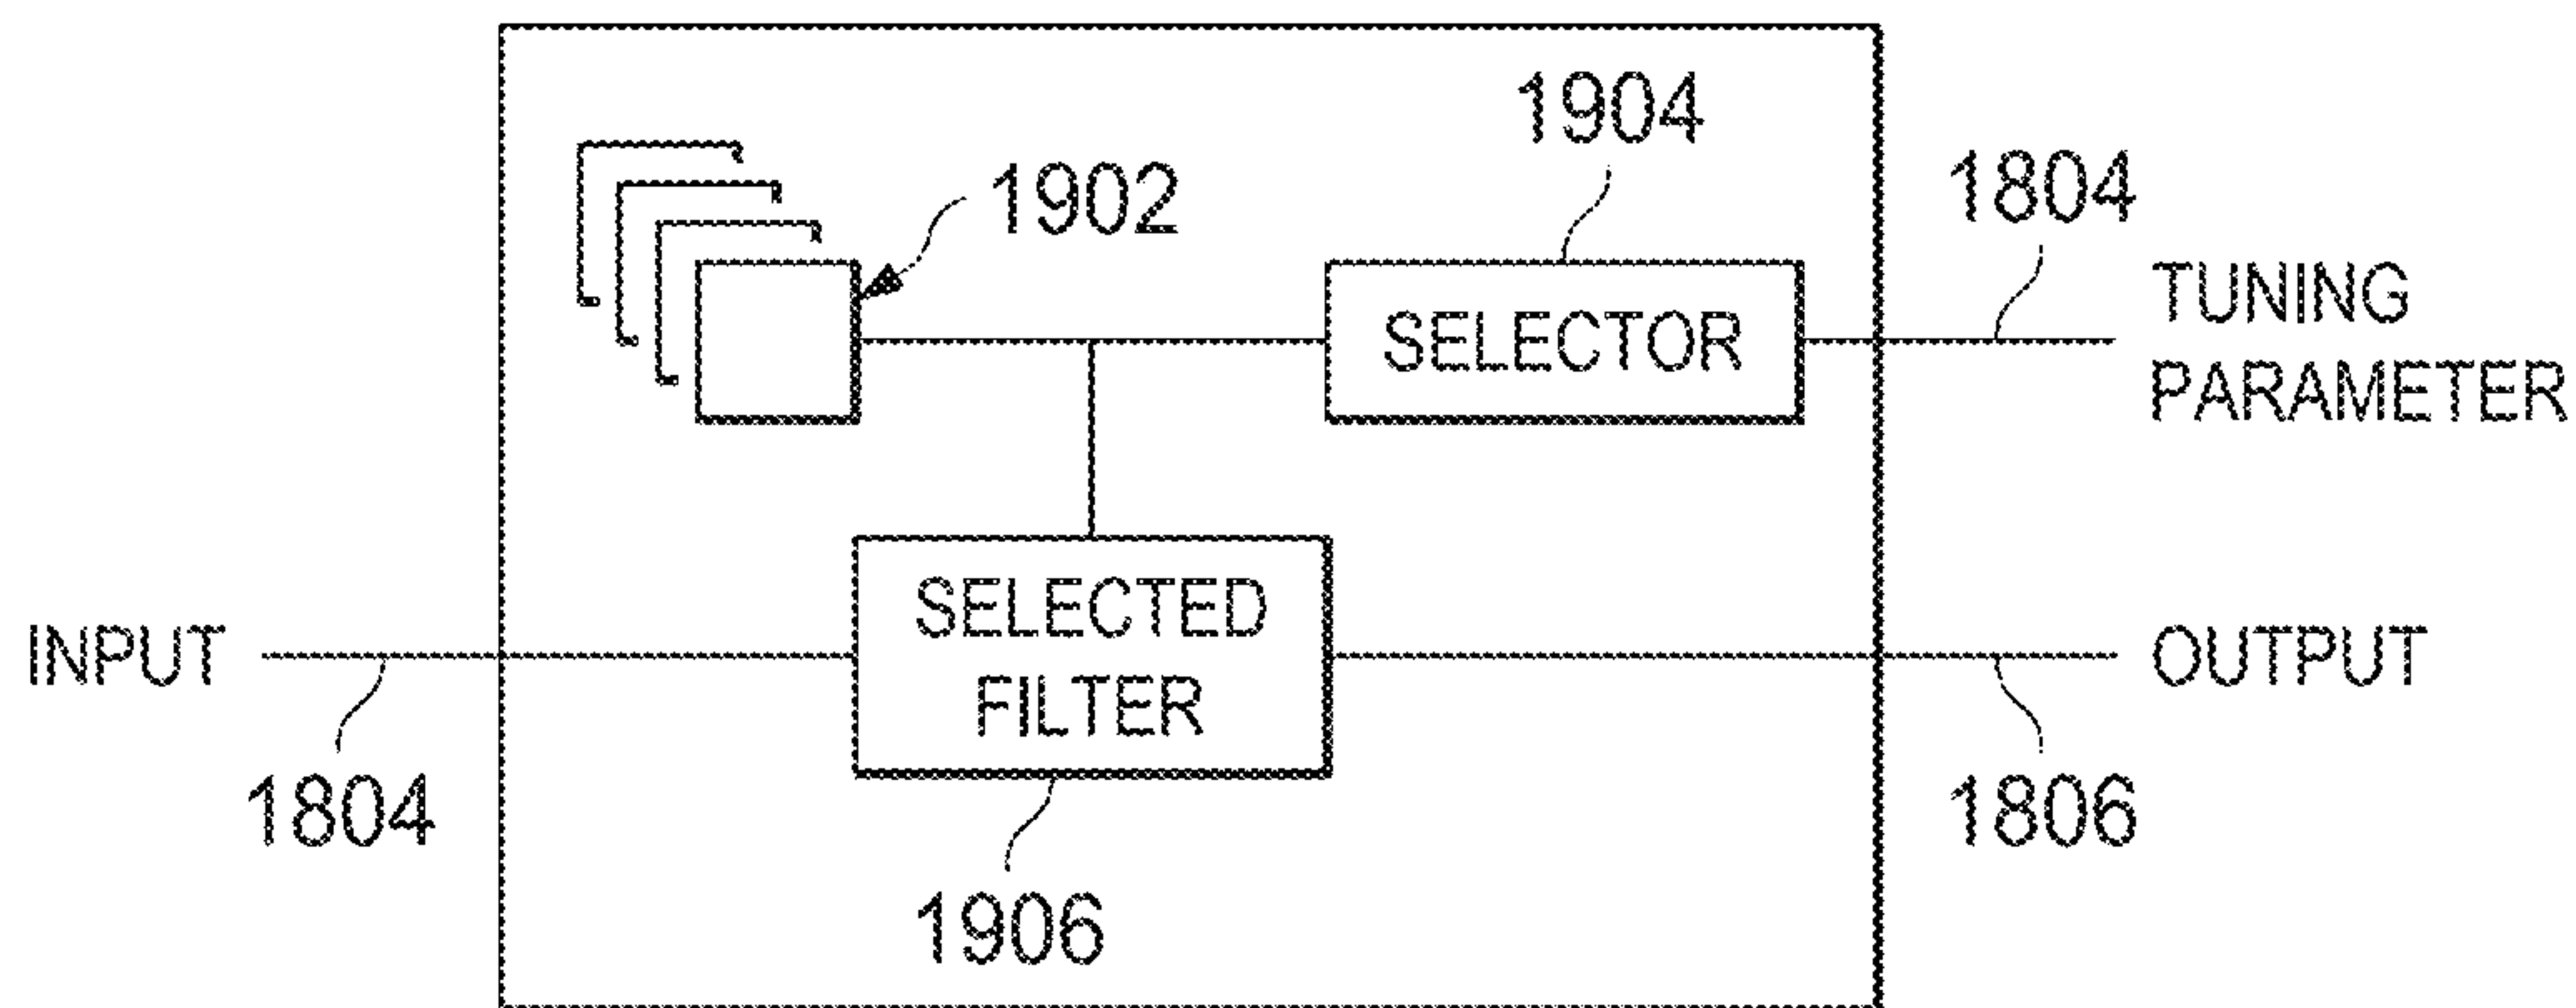 1904
1804
1902
TUNING
PARAMETER
SELECTOR
SELECTED
FILTER
INPUT
OUTPUT
1804
1806
1906